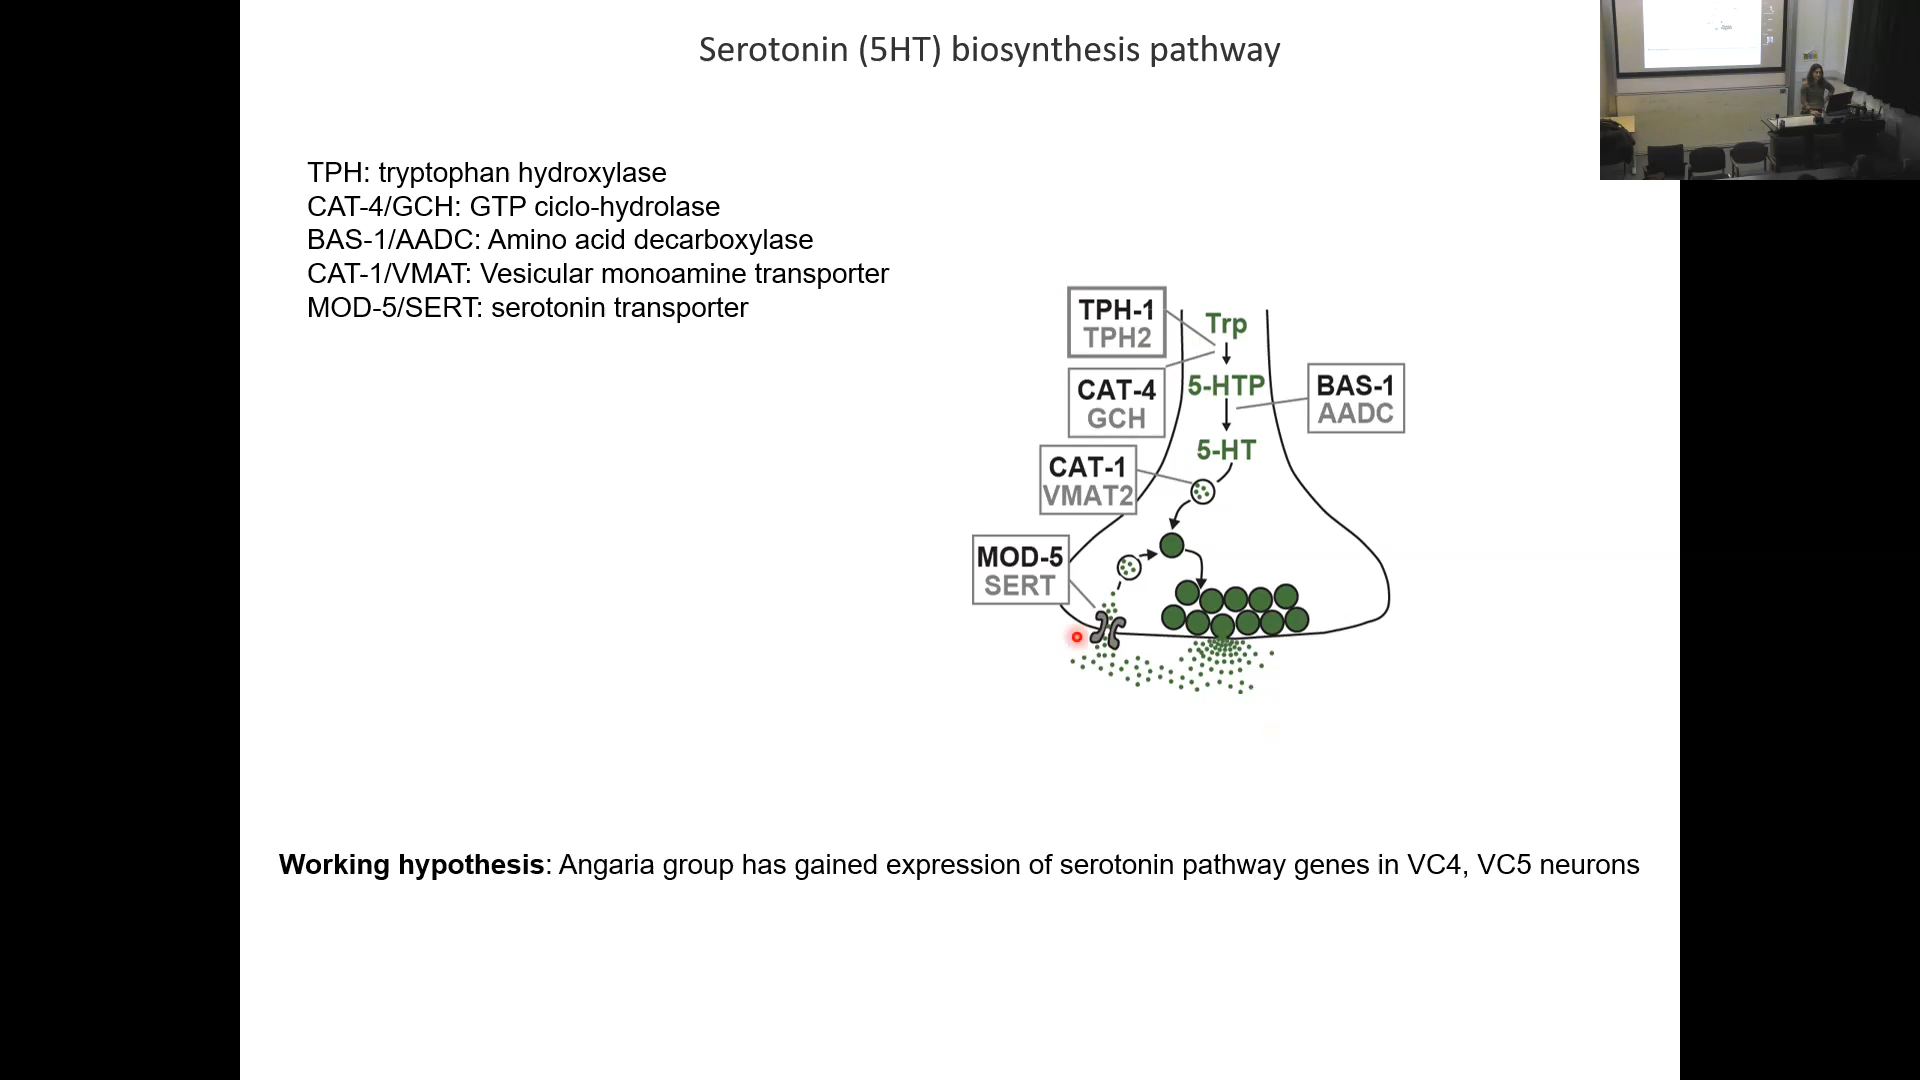 Serotonin (5HT) biosynthesis pathway
TPH: tryptophan hydroxylase
CAT-4/GCH: GTP ciclo-hydrolase
BAS-1/AADC: Amino acid decarboxylase
CAT-1/VMAT: Vesicular monoamine transporter
MOD-5/SERT: serotonin transporter
TPH-1
TPH2
Trp
CAT-4
GCH
5-HTP
BAS-1
AADC
5-HT
CAT-1
VMAT2
MOD-5
SERT
Working hypothesis: Angaria group has gained expression of serotonin pathway genes in VC4, VC5 neurons